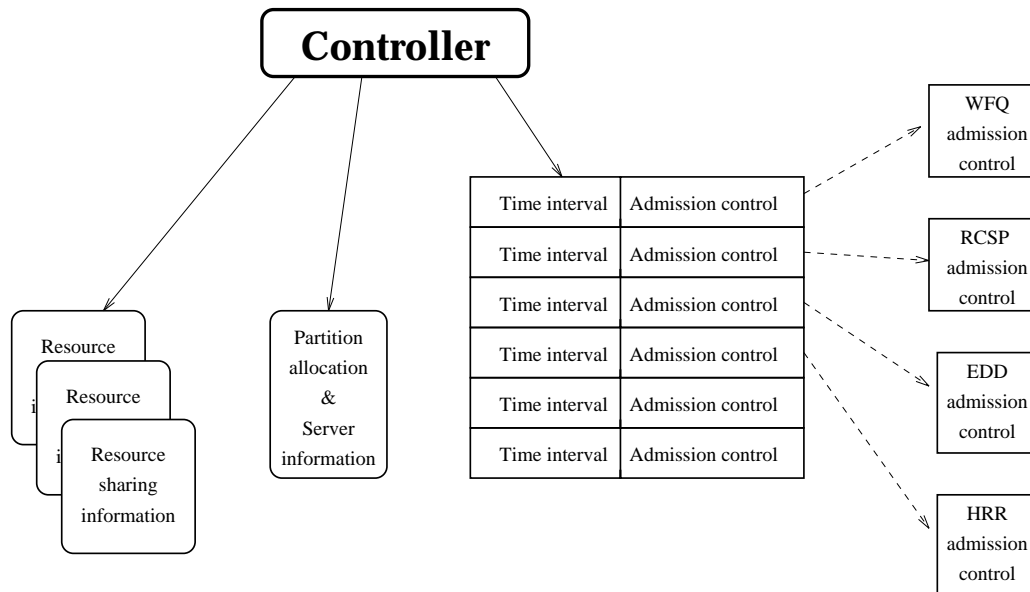 Controller
WFQ
admission
control
Time interval Admission control
Time interval Admission control
Time interval Admission control
Time interval Admission control
Time interval Admission control
Time interval Admission control
RCSP
admission
control
EDD
admission
control
HRR
admission
control
Resource
Resource
Resource
sharing
information
Partition
allocation
&
Server
information